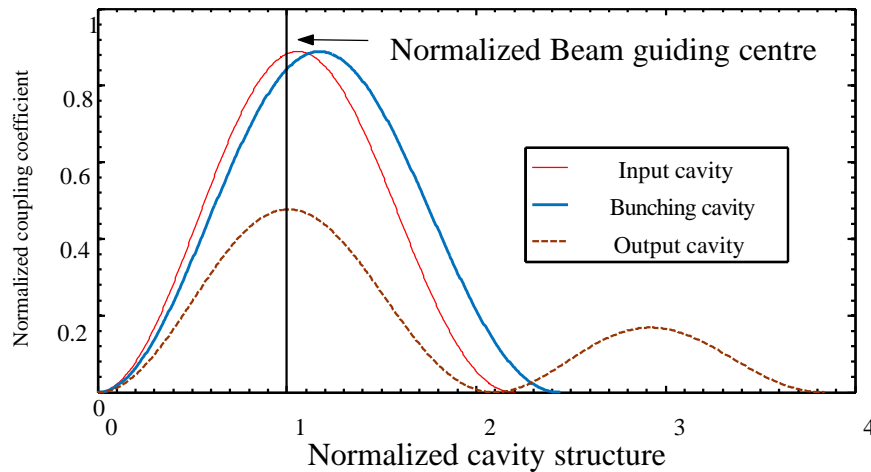 1
Normalized Beam guiding centre
0.8
0.6
0.4
0.2
0
Normalized coupling coefficient
Input cavity
Bunching cavity
Output cavity
0
1
2
3
4
Normalized cavity structure